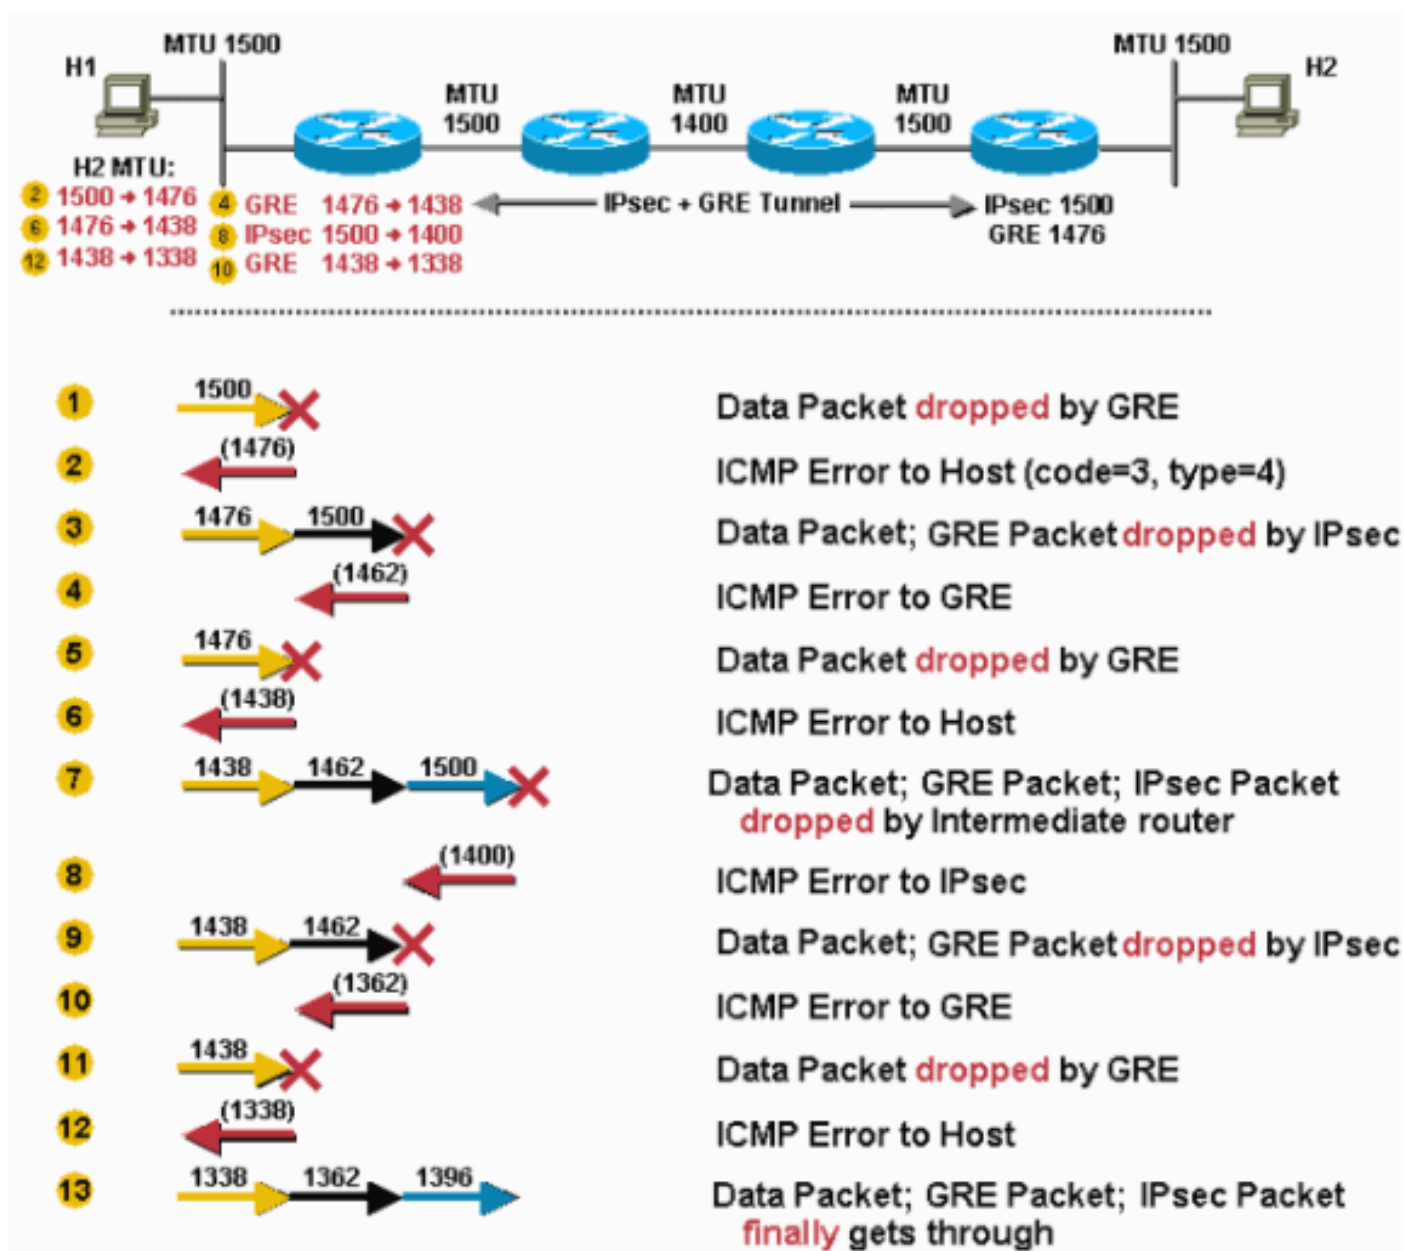 MTU 1500
MTU 1500
H1
H2
MTU
1500
MTU
1400
MTU
1500
H2 MTU:
2 1500 → 1476
6 1476 → 1438
12 1438 → 1338
4 GRE 1476 → 1438
8 IPsec 1500 → 1400
10 GRE 1438 → 1338
IPsec + GRE Tunnel
IPsec 1500
GRE 1476
1 1500 Data Packet dropped by GRE
2 (1476) ICMP Error to Host (code=3, type=4)
3 1476 1500 Data Packet; GRE Packet dropped by IPsec
4 (1462) ICMP Error to GRE
5 1476 Data Packet dropped by GRE
6 (1438) ICMP Error to Host
7 1438 1462 1500 Data Packet; GRE Packet; IPsec Packet
dropped by Intermediate router
8 (1400) ICMP Error to IPsec
9 1438 1462 Data Packet; GRE Packet dropped by IPsec
10 (1362) ICMP Error to GRE
11 1438 Data Packet dropped by GRE
12 (1338) ICMP Error to Host
13 1338 1362 1396 Data Packet; GRE Packet; IPsec Packet
finally gets through